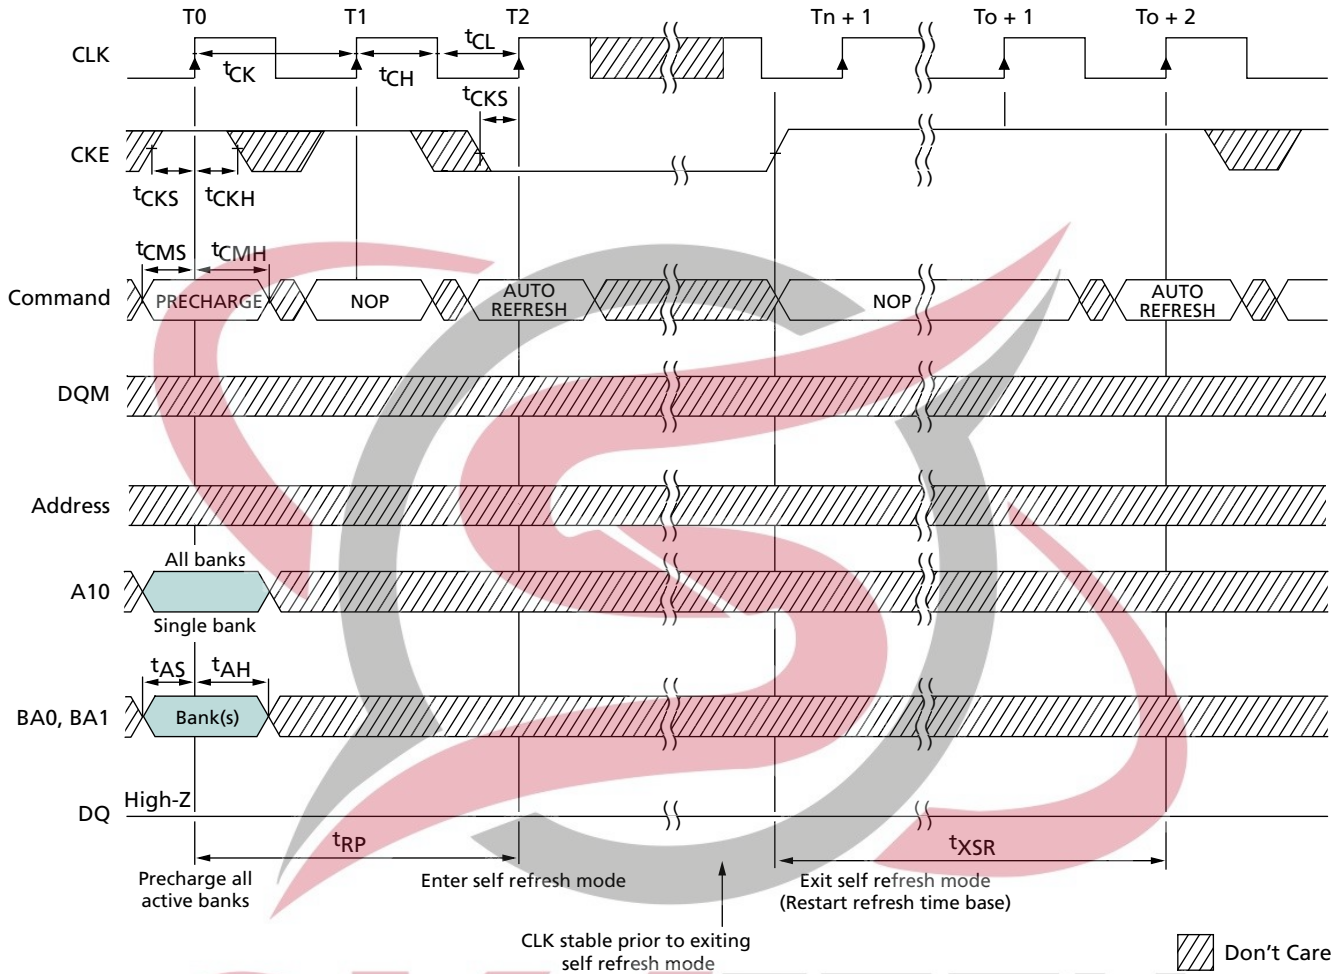 T0 T1 T2 Tn + 1 To + 1 To + 2
CLK
tCK tCH tCL
tCKS
CKE
tCKS tCKH
tCMS tCMH
Command PRECHARGE NOP AUTO REFRESH NOP AUTO REFRESH
DQM
Address
All banks
A10
Single bank
tAS tAH
BA0, BA1 Bank(s)
High-Z
DQ
tRP tXSR
Precharge all
active banks
Enter self refresh mode
Exit self refresh mode
(Restart refresh time base)
CLK stable prior to exiting
self refresh mode
Don't Care